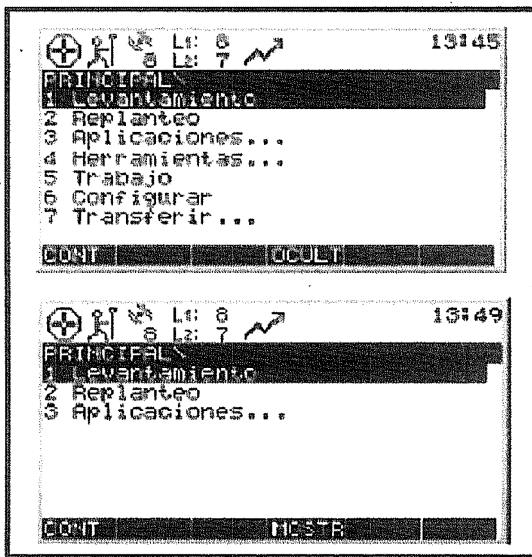 L1: 8 13:45
8 L2: 7
PRINCIPAL\
1 Levantamiento
2 Replanteo
3 Aplicaciones...
4 Herramientas...
5 Trabajo
6 Configurar
7 Transferir...
CONT OCULT
L1: 8 13:49
8 L2: 7
PRINCIPAL\
1 Levantamiento
2 Replanteo
3 Aplicaciones...
CONT MOSTR